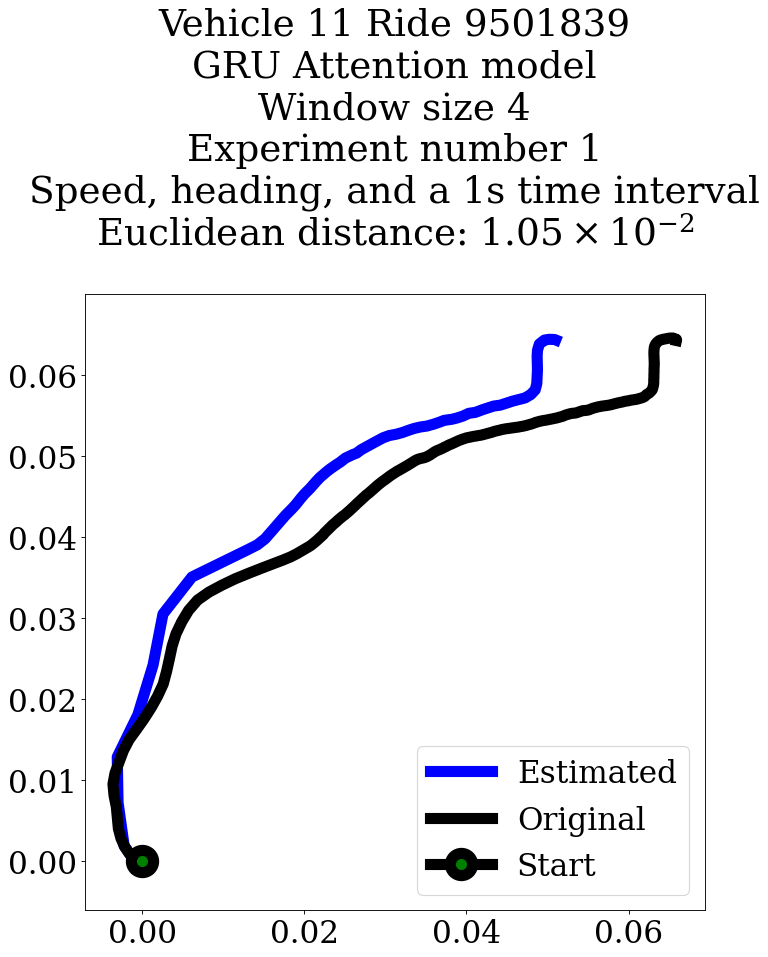 Vehicle 11 Ride 9501839
GRU Attention model
Window size 4
Experiment number 1
Speed, heading, and a 1s time interval
Euclidean distance: 1.05 × 10⁻²
0.06
0.05
0.04
0.03
0.02
0.01
0.00
Estimated
Original
Start
0.00 0.02 0.04 0.06